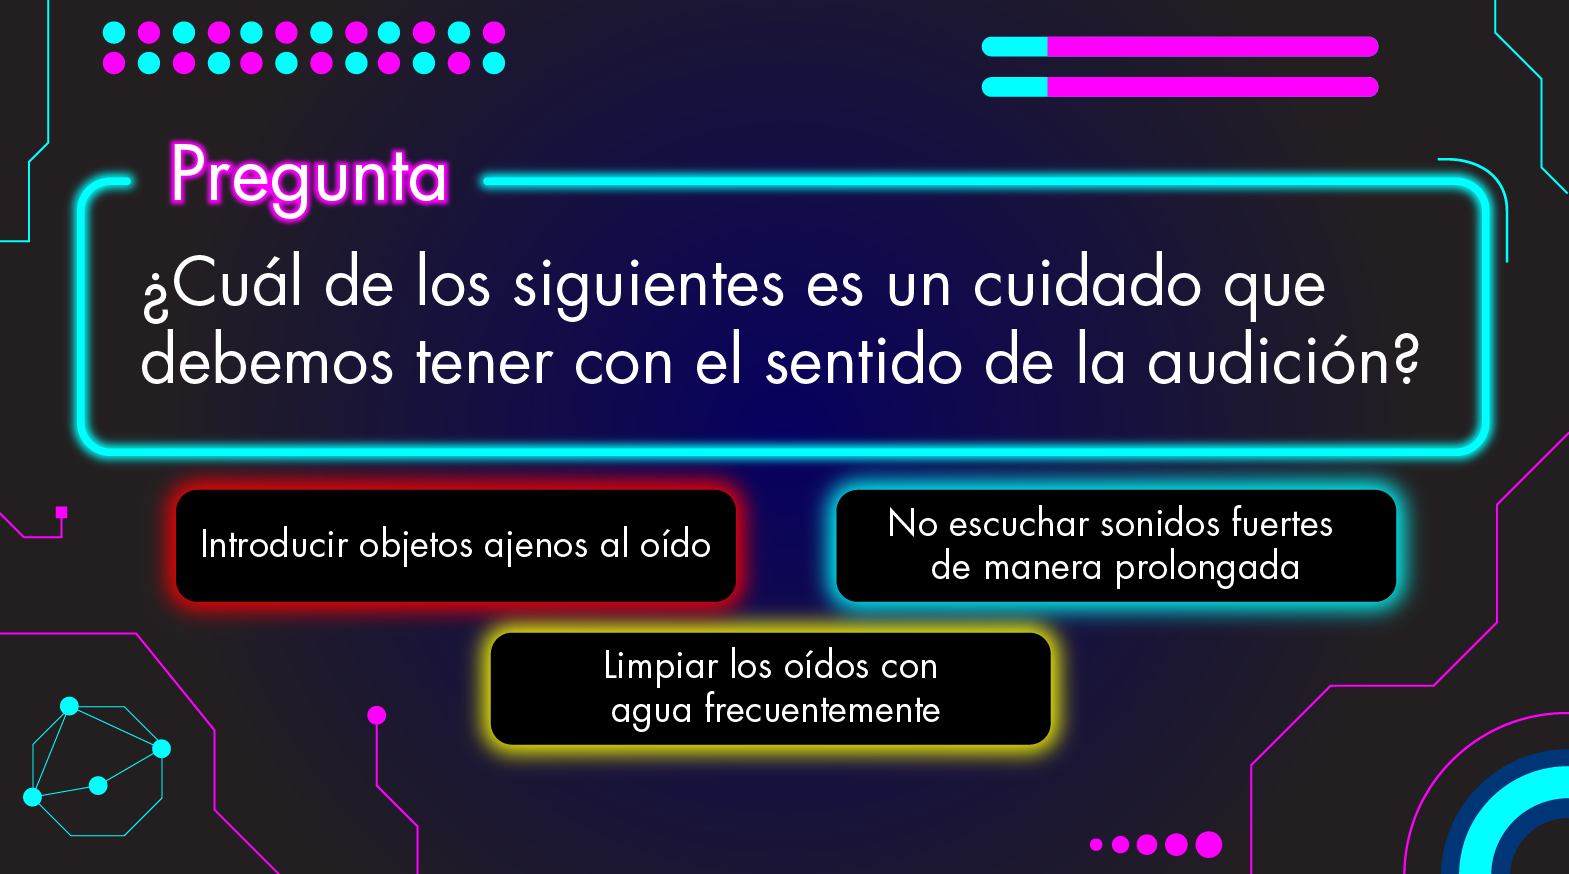 Pregunta
¿Cuál de los siguientes es un cuidado que
debemos tener con el sentido de la audición?
Introducir objetos ajenos al oído
No escuchar sonidos fuertes
de manera prolongada
Limpiar los oídos con
agua frecuentemente